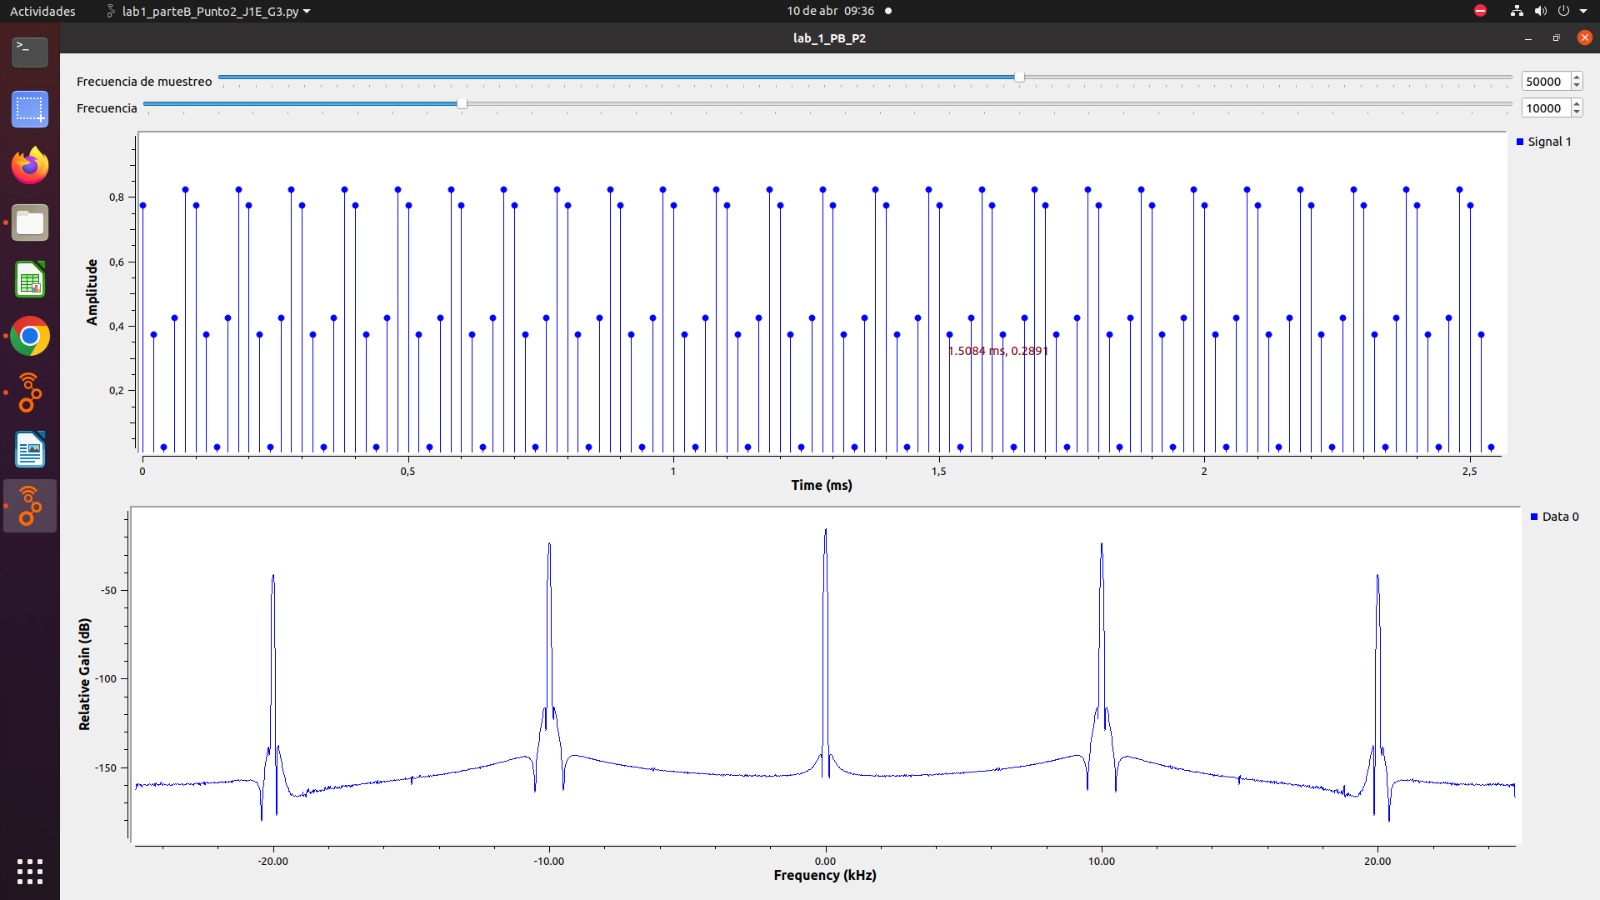 Actividades lab1_parteB_Punto2_J1E_G3.py 10 de abr 09:36
lab_1_PB_P2
Frecuencia de muestreo 50000
Frecuencia 10000
Signal 1
0,8
0,6
0,4
0,2
Amplitude
1.5084 ms, 0.2891
0 0,5 1 1,5 2 2,5
Time (ms)
Data 0
-50
-100
-150
Relative Gain (dB)
-20.00 -10.00 0.00 10.00 20.00
Frequency (kHz)